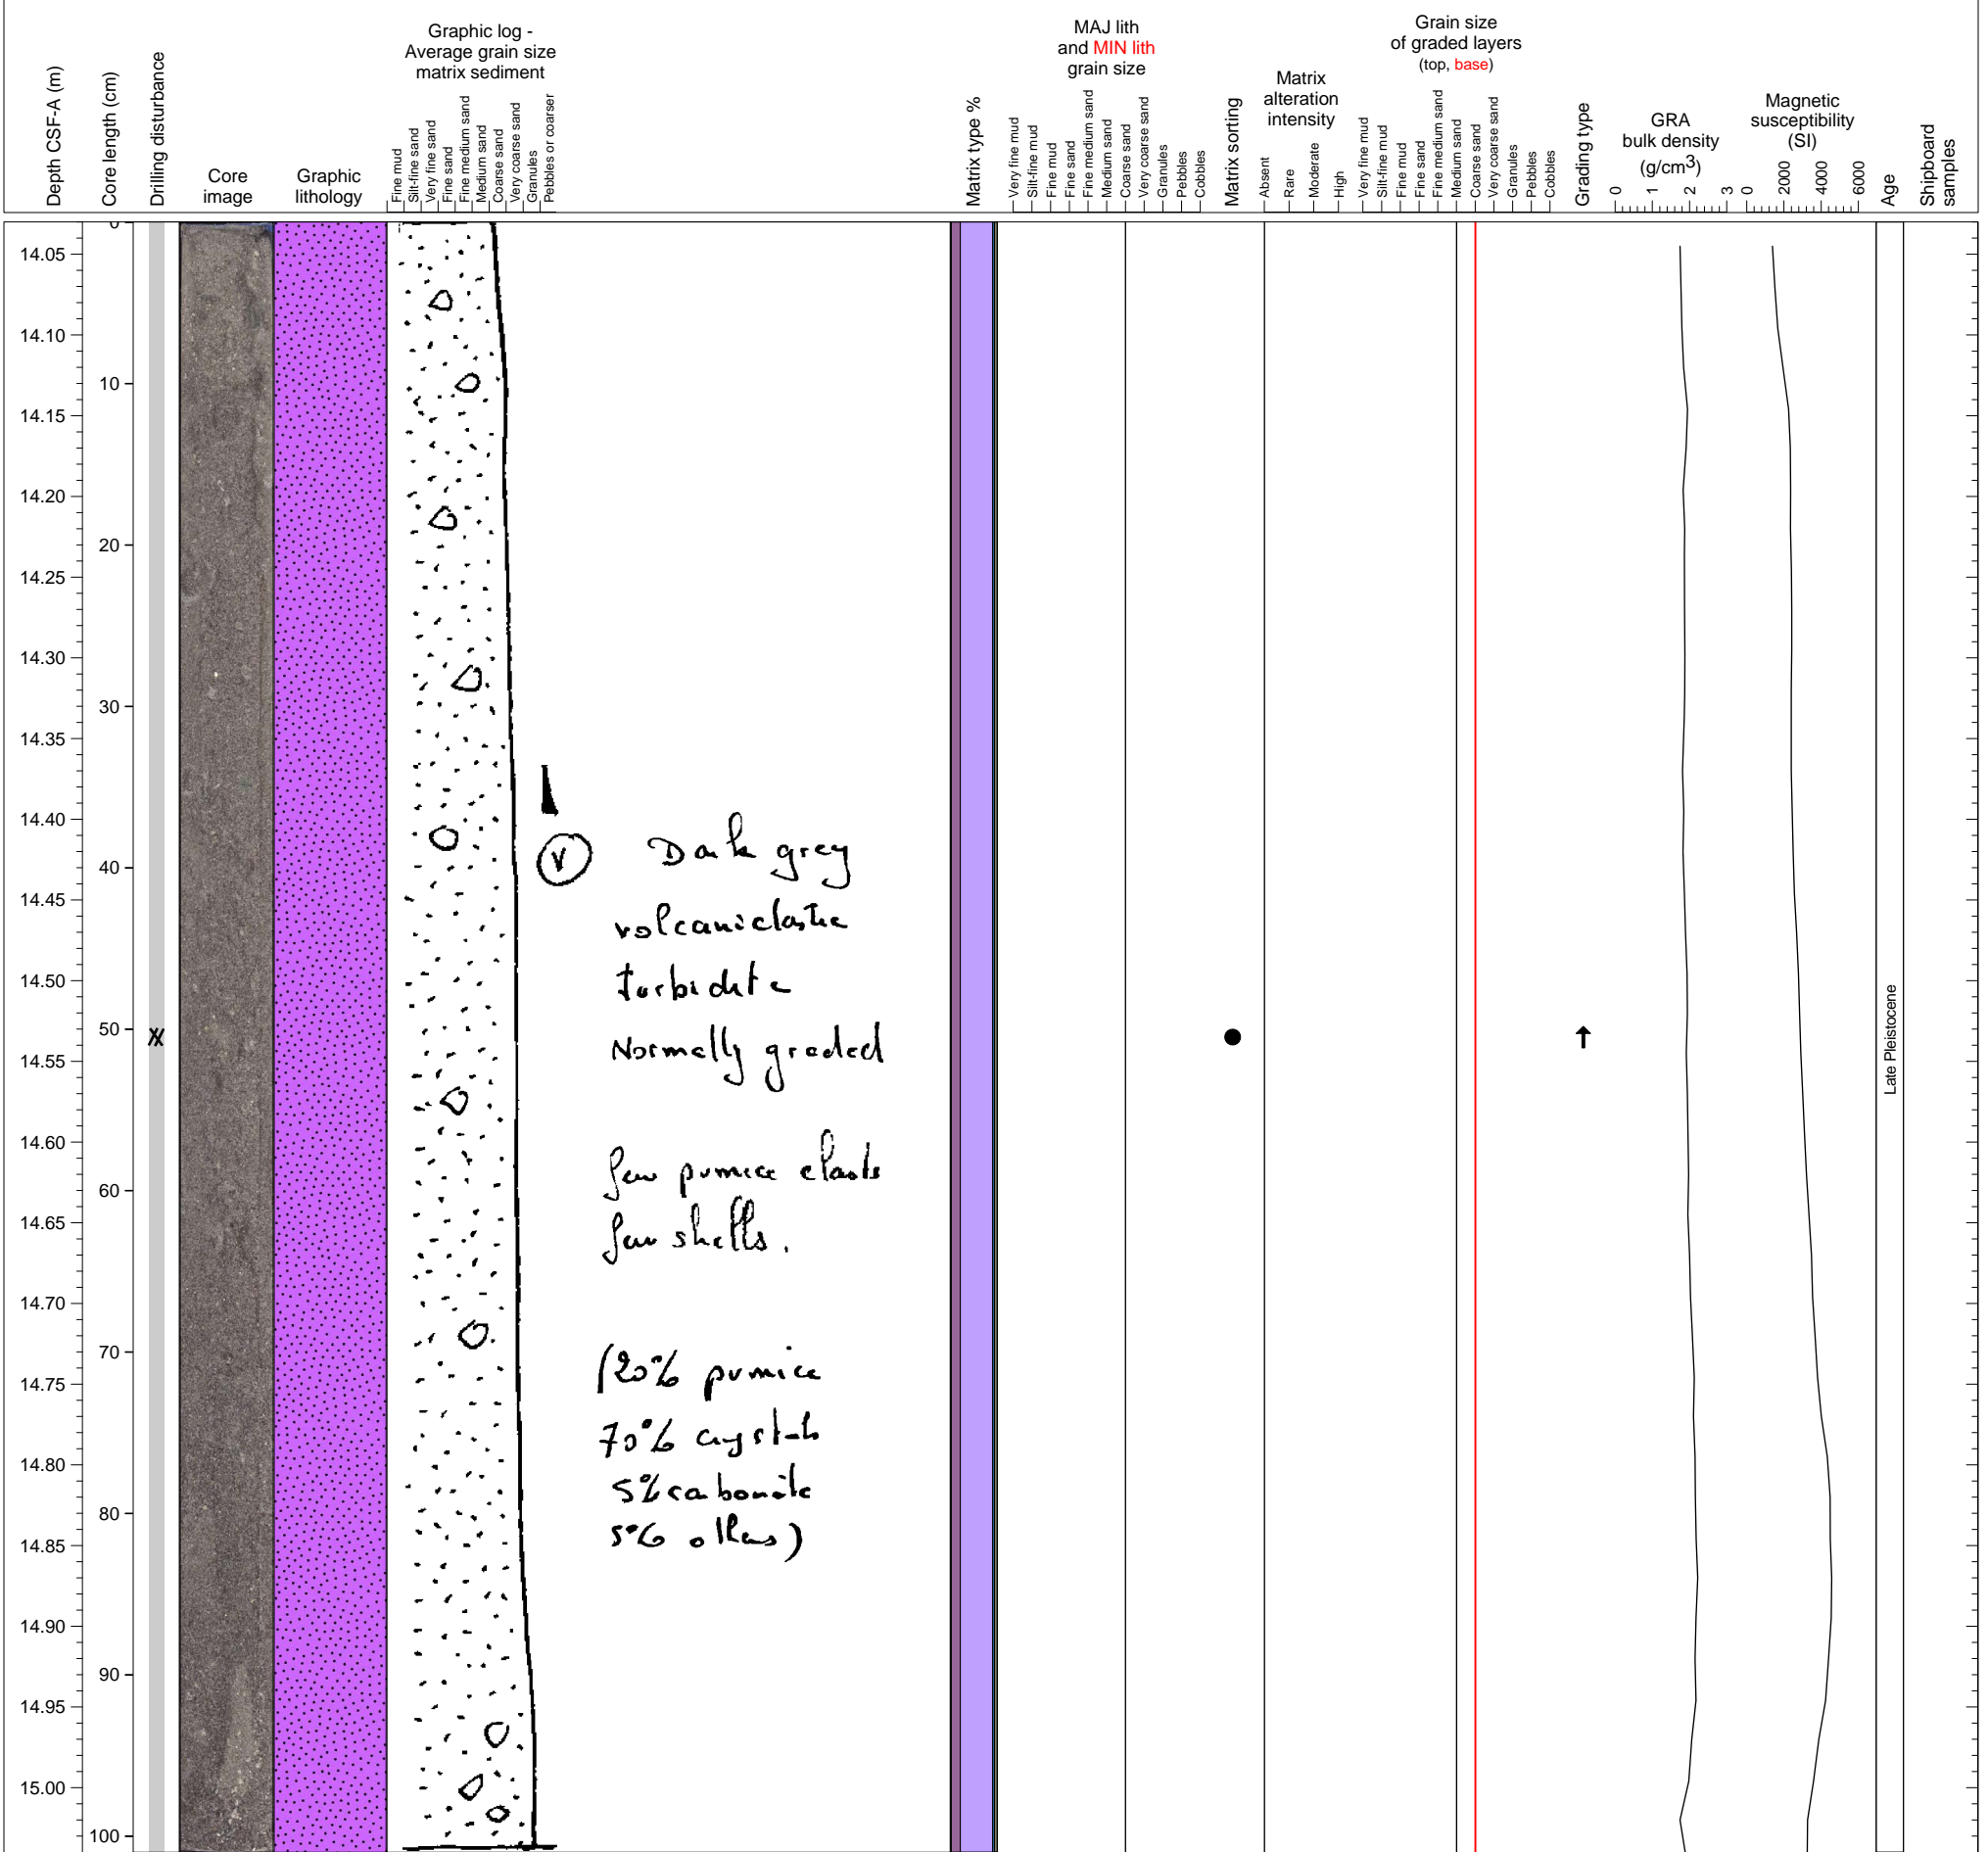 Depth CSF-A (m)
Core length (cm)
Drilling disturbance
Core
image
Graphic
lithology
Graphic log -
Average grain size
matrix sediment
Fine mud
Silt-fine sand
Very fine sand
Fine sand
Fine medium sand
Medium sand
Coarse sand
Very coarse sand
Granules
Pebbles or coarser
Matrix type %
MAJ lith
and MIN lith
grain size
Very fine mud
Silt-fine mud
Fine mud
Fine sand
Fine medium sand
Medium sand
Coarse sand
Very coarse sand
Granules
Pebbles
Cobbles
Matrix sorting
Matrix
alteration
intensity
Absent
Rare
Moderate
High
Grain size
of graded layers
(top, base)
Very fine mud
Silt-fine mud
Fine mud
Fine sand
Fine medium sand
Medium sand
Coarse sand
Very coarse sand
Granules
Pebbles
Cobbles
Grading type
GRA
bulk density
(g/cm3)
0 1 2 3
Magnetic
susceptibility
(SI)
0 2000 4000 6000
Age
Shipboard
samples
14.05
14.10
14.15
14.20
14.25
14.30
14.35
14.40
14.45
14.50
14.55
14.60
14.65
14.70
14.75
14.80
14.85
14.90
14.95
15.00
0
10
20
30
40
50
60
70
80
90
100
V
Dark grey
volcaniclastic
turbidite
Normally graded
few pumice clasts
few shells.
(20% pumice
70% crystals
5% carbonate
5% others)
Late Pleistocene